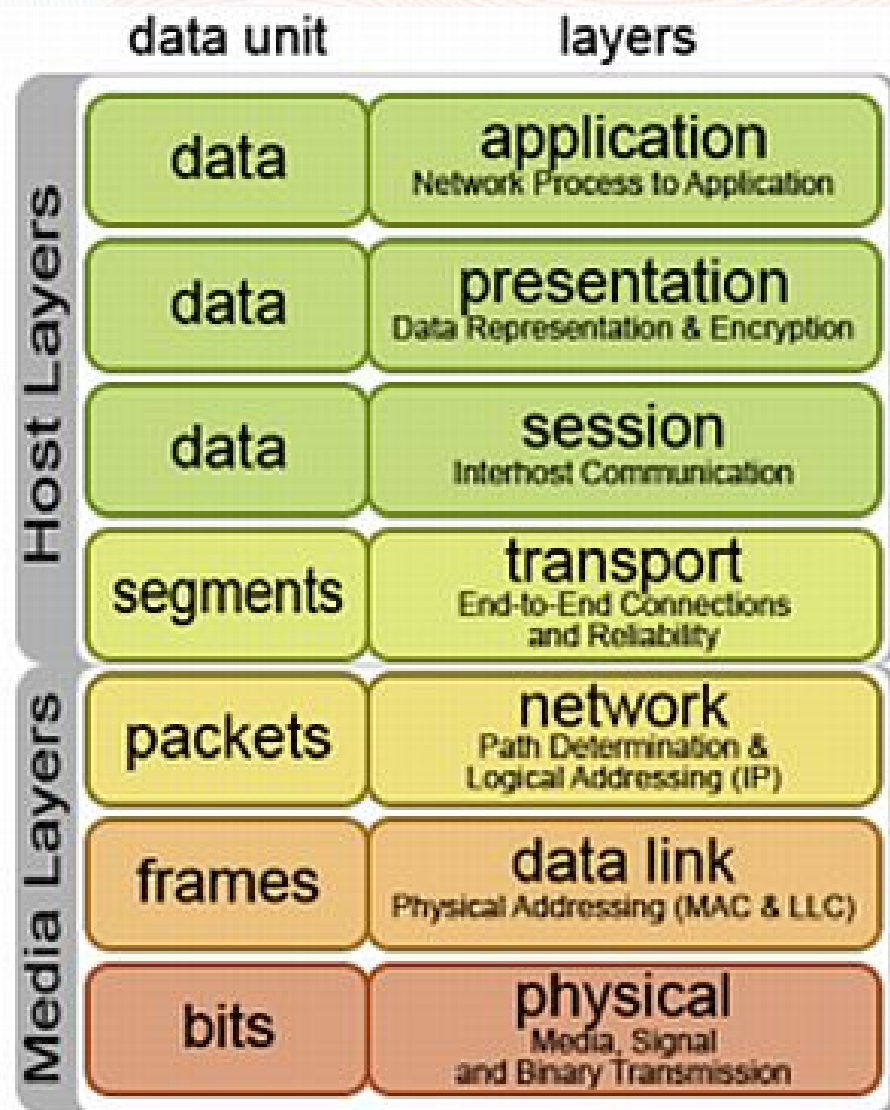 data unit layers
Host Layers
data
application
Network Process to Application
data
presentation
Data Representation & Encryption
data
session
Interhost Communication
segments
transport
End-to-End Connections
and Reliability
Media Layers
packets
network
Path Determination &
Logical Addressing (IP)
frames
data link
Physical Addressing (MAC & LLC)
bits
physical
Media, Signal
and Binary Transmission